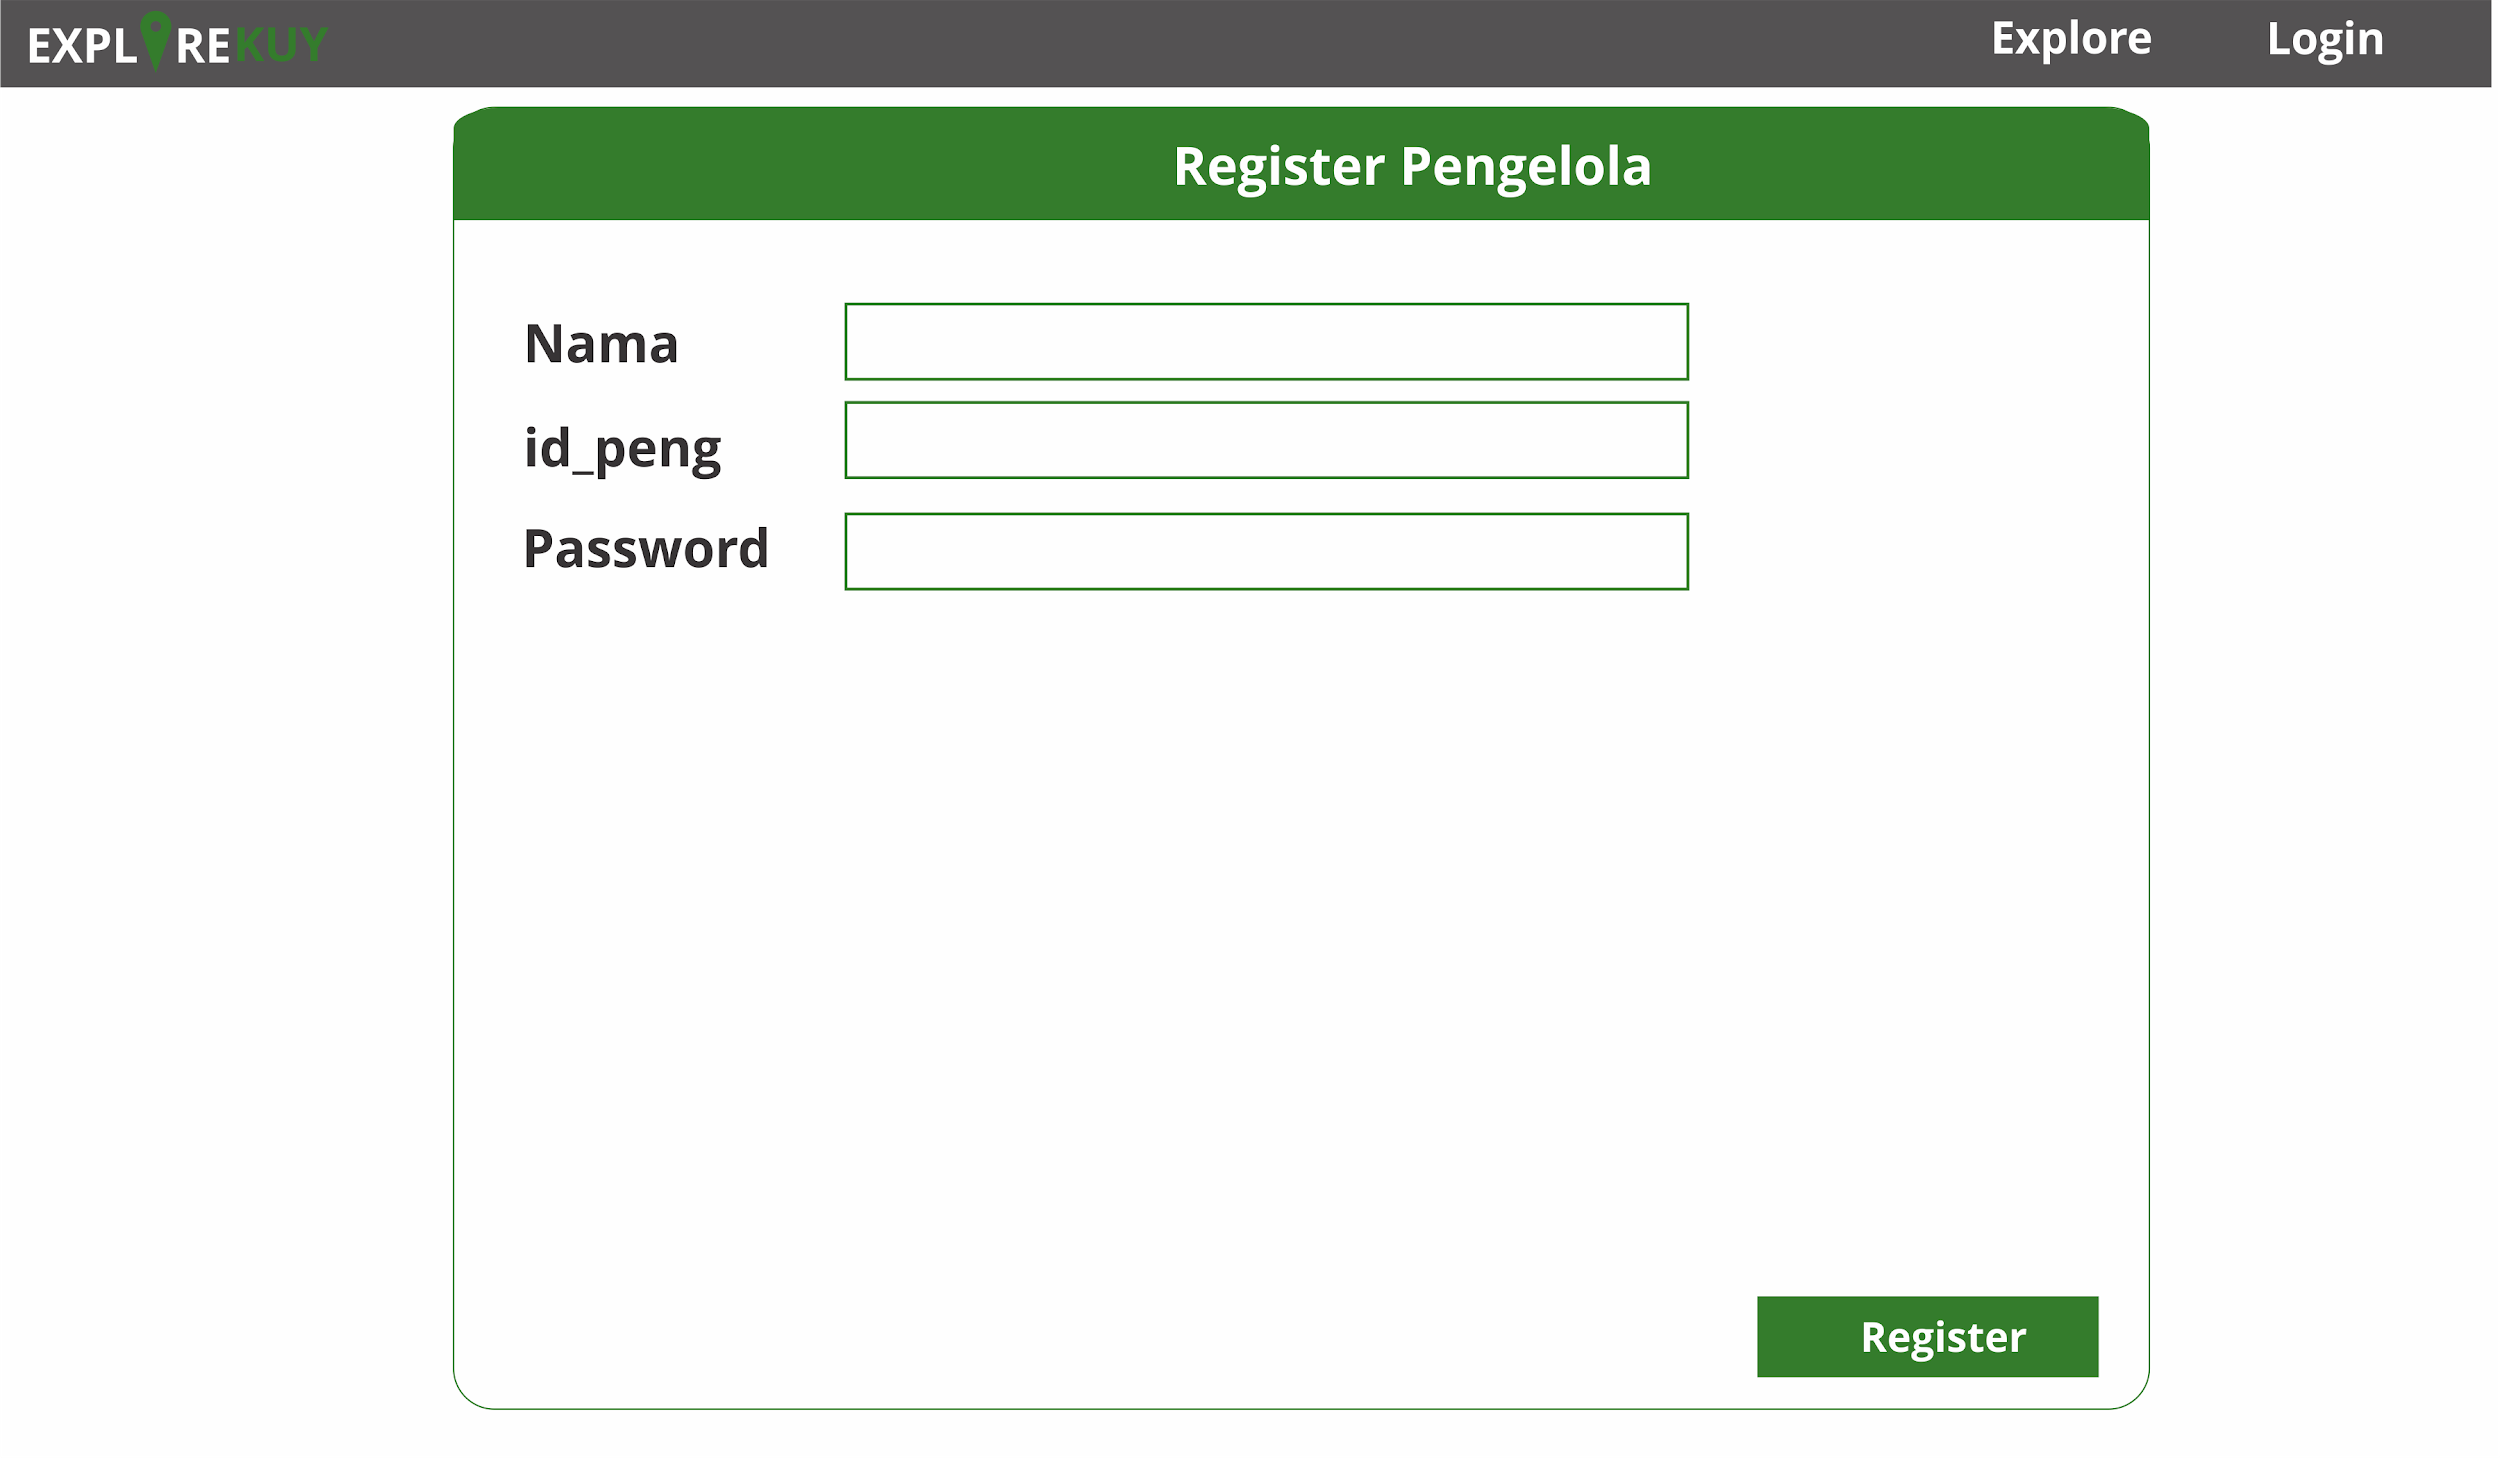 EXPLOREKUY Explore Login
Register Pengelola
Nama
id_peng
Password
Register